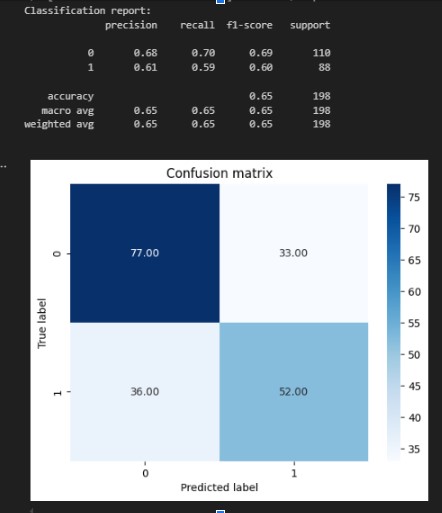 Classification report:
precision recall f1-score support
0 0.68 0.70 0.69 110
1 0.61 0.59 0.60 88
accuracy 0.65 198
macro avg 0.65 0.65 0.65 198
weighted avg 0.65 0.65 0.65 198
Confusion matrix
77.00 33.00
36.00 52.00
0
1
True label
0 1
Predicted label
75
70
65
60
55
50
45
40
35